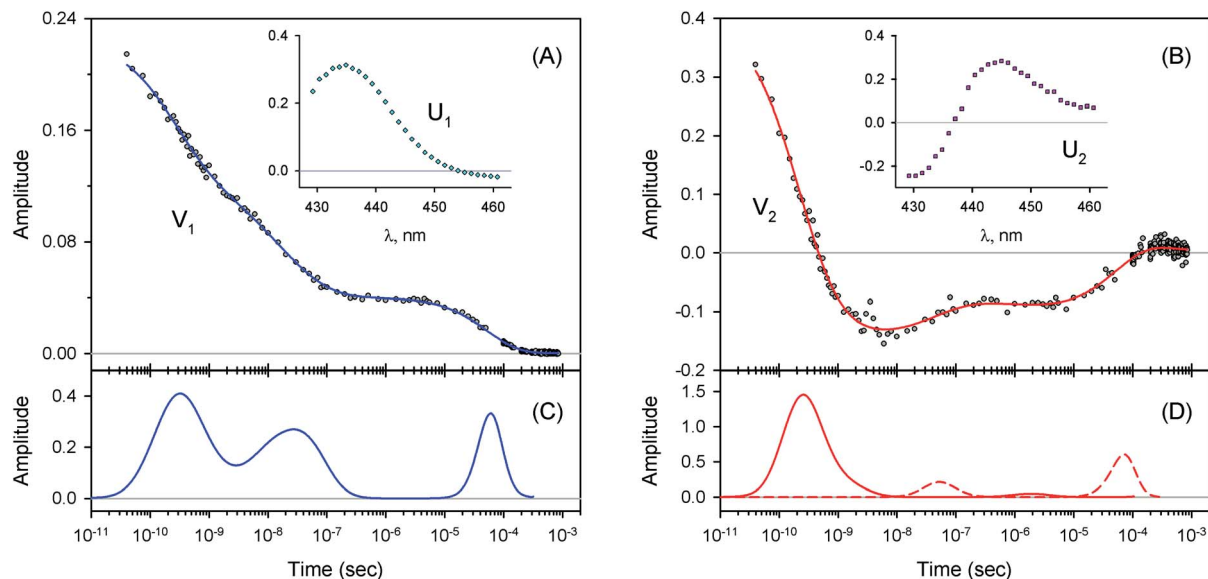 (A)
Amplitude
0.24
0.16
0.08
0.00
V1
0.4
0.2
0.0
U1
430 440 450 460
λ, nm
(B)
Amplitude
0.4
0.3
0.2
0.1
0.0
-0.1
-0.2
V2
0.4
0.2
0.0
-0.2
U2
430 440 450 460
λ, nm
(C)
Amplitude
0.4
0.2
0.0
10-11 10-10 10-9 10-8 10-7 10-6 10-5 10-4 10-3
Time (sec)
(D)
Amplitude
1.5
1.0
0.5
0.0
10-11 10-10 10-9 10-8 10-7 10-6 10-5 10-4 10-3
Time (sec)